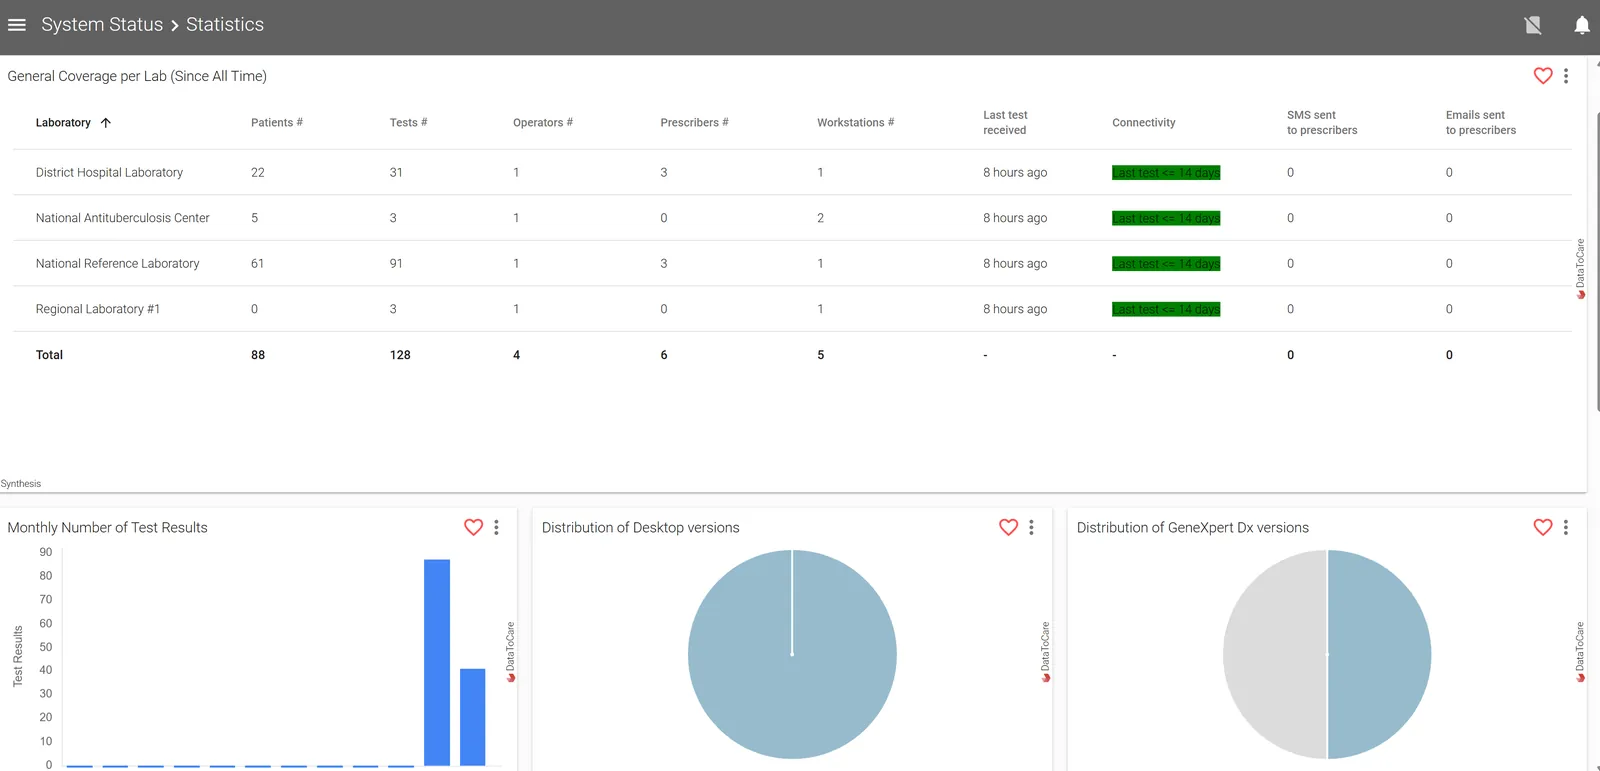 System Status > Statistics
General Coverage per Lab (Since All Time)
Laboratory ↑ Patients # Tests # Operators # Prescribers # Workstations # Last test received Connectivity SMS sent to prescribers Emails sent to prescribers
District Hospital Laboratory 22 31 1 3 1 8 hours ago Last test <= 14 days 0 0
National Antituberculosis Center 5 3 1 0 2 8 hours ago Last test <= 14 days 0 0
National Reference Laboratory 61 91 1 3 1 8 hours ago Last test <= 14 days 0 0
Regional Laboratory #1 0 3 1 0 1 8 hours ago Last test <= 14 days 0 0
Total 88 128 4 6 5 - - 0 0
DataToCare
Synthesis
Monthly Number of Test Results
90
80
70
60
50
40
30
20
10
0
Test Results
DataToCare
Distribution of Desktop versions
DataToCare
Distribution of GeneXpert Dx versions
DataToCare